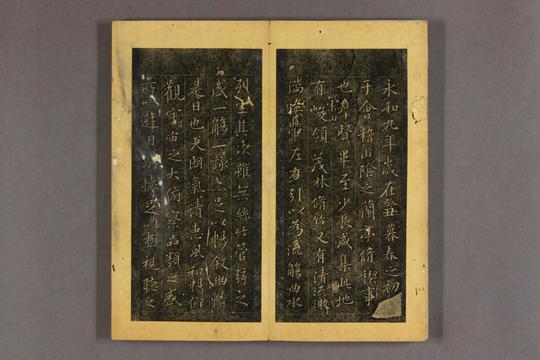 永和九年歲在癸丑暮春之初
于會稽山陰之蘭亭脩禊事
也羣賢畢至少長咸集此地
有崇山峻領茂林脩竹又有清流激
湍暎帶左右引以為流觴曲水
列坐其次雖無絲竹管弦之
盛一觴一詠亦足以暢敘幽情
是日也天朗氣清惠風和暢仰
觀宇宙之大俯察品類之盛
所以遊目騁懷足以極視聽之